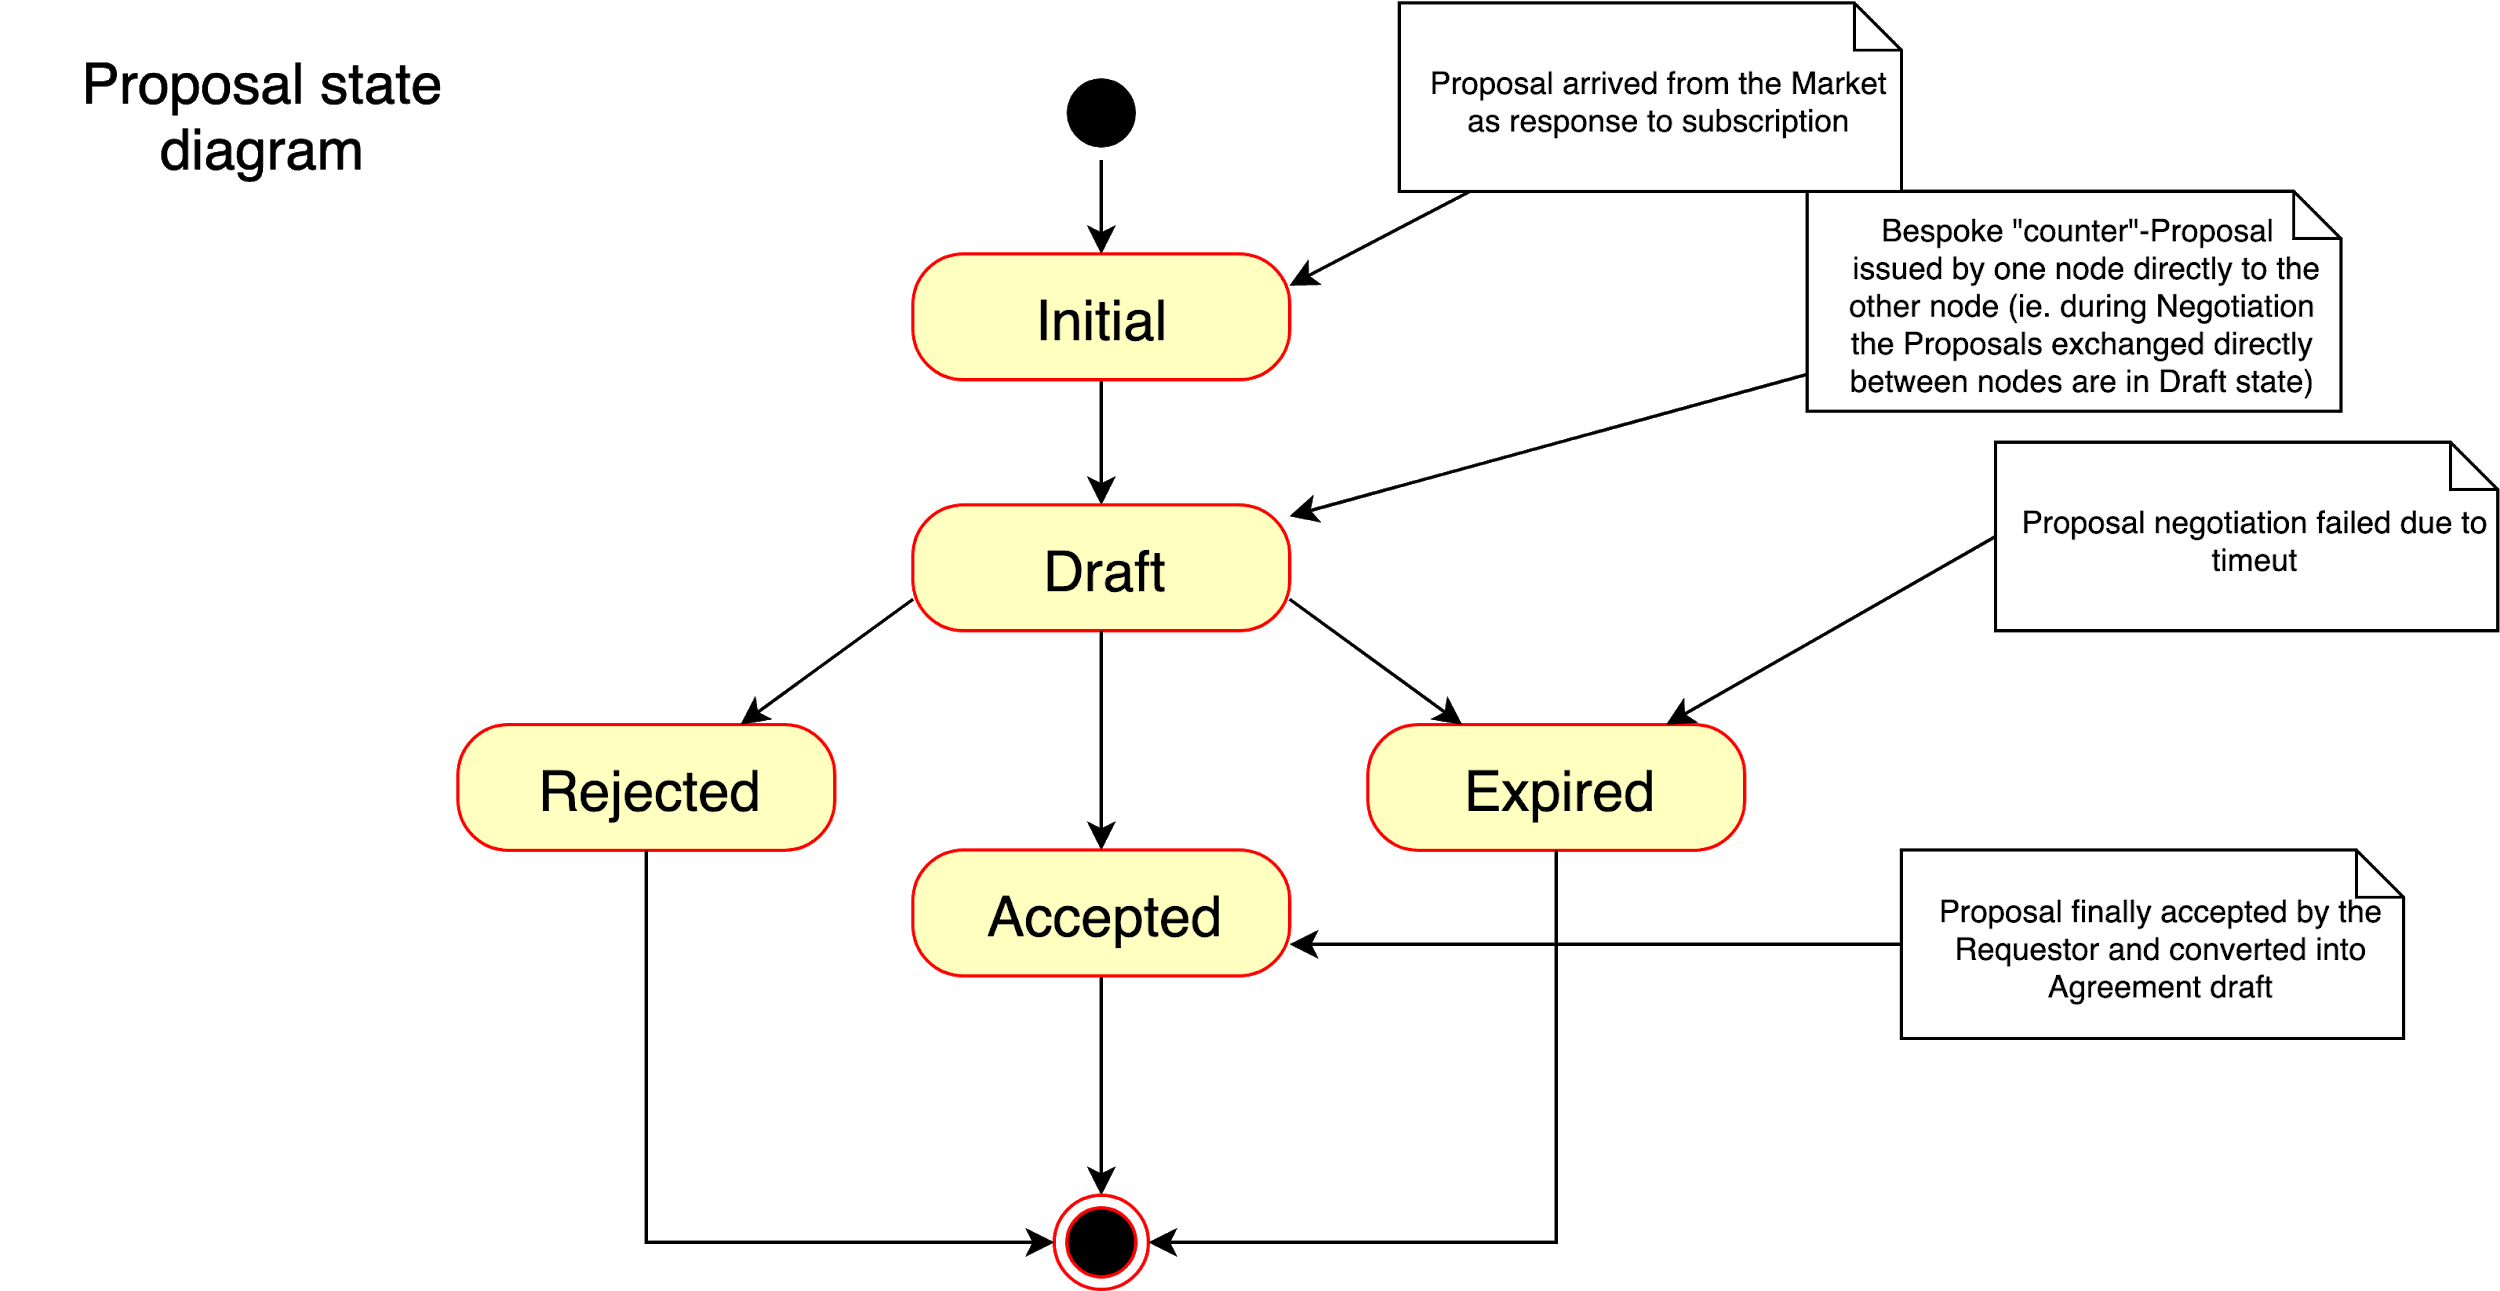 Proposal state
diagram
Proposal arrived from the Market
as response to subscription
Bespoke "counter"-Proposal
issued by one node directly to the
other node (ie. during Negotiation
the Proposals exchanged directly
between nodes are in Draft state)
Initial
Proposal negotiation failed due to
timeut
Draft
Rejected
Expired
Accepted
Proposal finally accepted by the
Requestor and converted into
Agreement draft